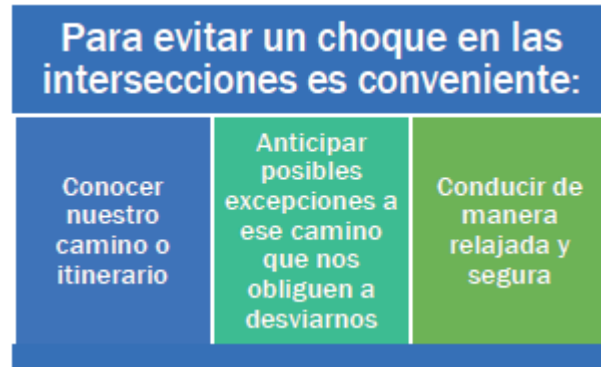 Para evitar un choque en las
intersecciones es conveniente:
Conocer
nuestro
camino o
itinerario
Anticipar
posibles
excepciones a
ese camino
que nos
obliguen a
desviarnos
Conducir de
manera
relajada y
segura